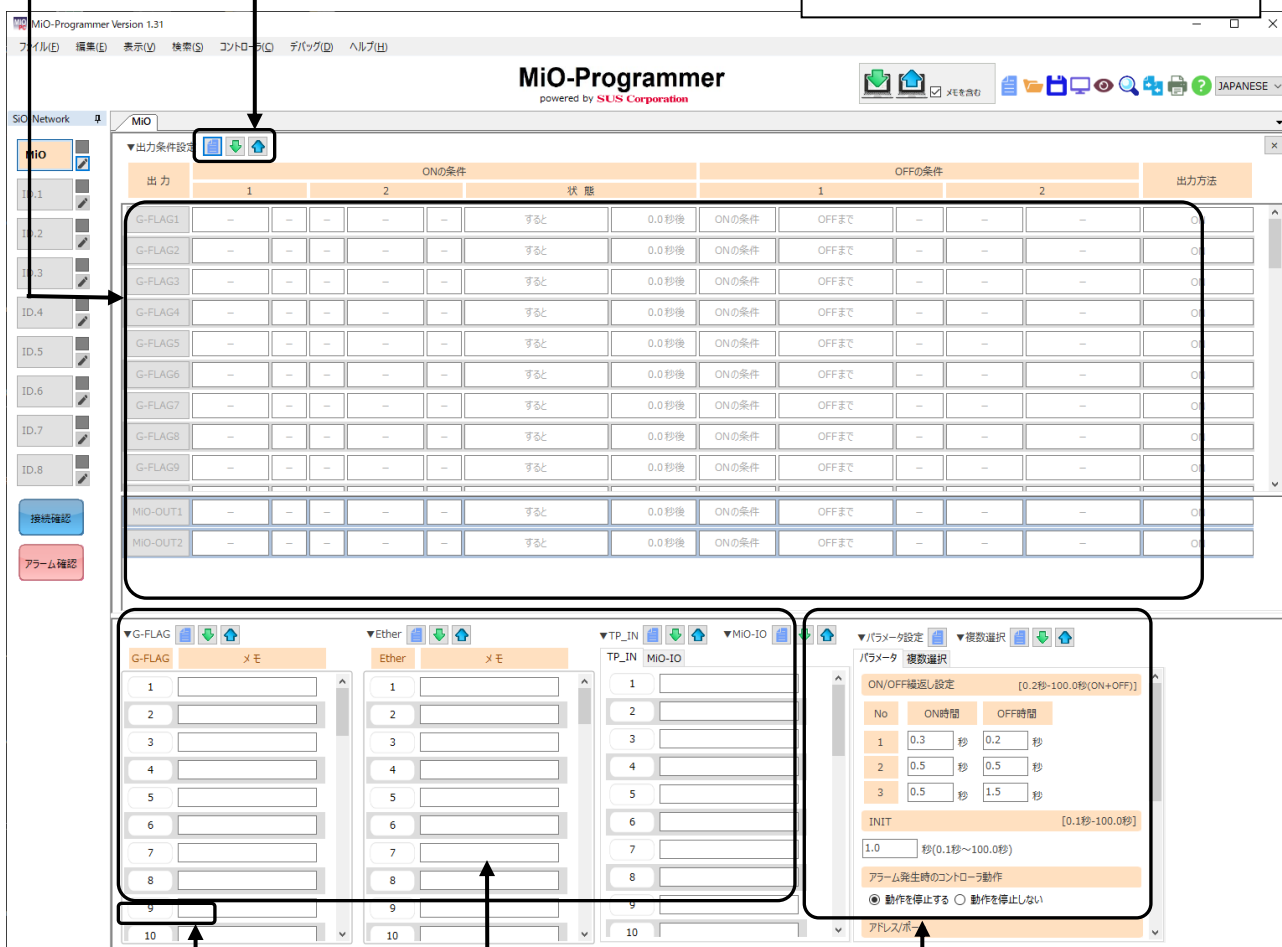 MiO-Programmer Version 1.31
ファイル(F) 編集(E) 表示(V) 検索(S) コントローラ(C) デバッグ(D) ヘルプ(H)
MiO-Programmer
powered by SUS Corporation
メモを含む
JAPANESE
SiO Network
MiO
MiO
ID.1
ID.2
ID.3
ID.4
ID.5
ID.6
ID.7
ID.8
接続確認
アラーム確認
▼出力条件設定
出 力 ONの条件 OFFの条件 出力方法
1 2 状 態 1 2
G-FLAG1 – – – – – すると 0.0 秒後 ONの条件 OFFまで – – – ON
G-FLAG2 – – – – – すると 0.0 秒後 ONの条件 OFFまで – – – ON
G-FLAG3 – – – – – すると 0.0 秒後 ONの条件 OFFまで – – – ON
G-FLAG4 – – – – – すると 0.0 秒後 ONの条件 OFFまで – – – ON
G-FLAG5 – – – – – すると 0.0 秒後 ONの条件 OFFまで – – – ON
G-FLAG6 – – – – – すると 0.0 秒後 ONの条件 OFFまで – – – ON
G-FLAG7 – – – – – すると 0.0 秒後 ONの条件 OFFまで – – – ON
G-FLAG8 – – – – – すると 0.0 秒後 ONの条件 OFFまで – – – ON
G-FLAG9 – – – – – すると 0.0 秒後 ONの条件 OFFまで – – – ON
MiO-OUT1 – – – – – すると 0.0 秒後 ONの条件 OFFまで – – – ON
MiO-OUT2 – – – – – すると 0.0 秒後 ONの条件 OFFまで – – – ON
▼G-FLAG
G-FLAG メモ
1
2
3
4
5
6
7
8
9
10
▼Ether
Ether メモ
1
2
3
4
5
6
7
8
9
10
▼TP_IN ▼MiO-IO
TP_IN MiO-IO
1
2
3
4
5
6
7
8
9
10
▼パラメータ設定 ▼複数選択
パラメータ 複数選択
ON/OFF繰返し設定 [0.2秒-100.0秒(ON+OFF)]
No ON時間 OFF時間
1 0.3 秒 0.2 秒
2 0.5 秒 0.5 秒
3 0.5 秒 1.5 秒
INIT [0.1秒-100.0秒]
1.0 秒(0.1秒～100.0秒)
アラーム発生時のコントローラ動作
動作を停止する 動作を停止しない
アドレス/ポート